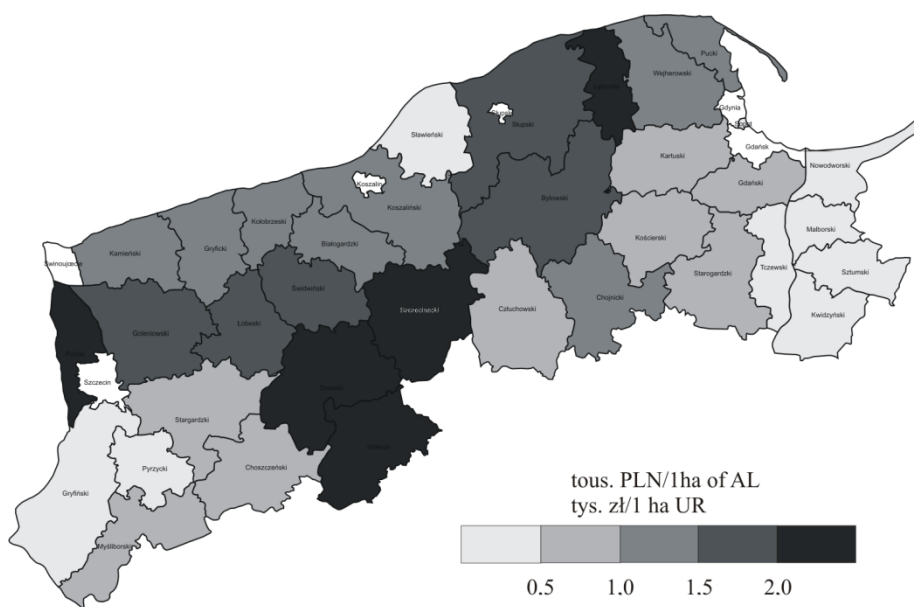 Pucki
Wejherowski
Gdynia
Słupski
Sopot
Sławieński
Gdańsk
Kartuski
Nowodworski
Koszalin
Gdański
Bytowski
Koszaliński
Kołobrzeski
Kościerski
Malborski
Białogardzki
Gryficki
Kamieński
Świnoujście
Starogardzki
Tczewski
Sztumski
Świdwiński
Chojnicki
Szczecinecki
Człuchowski
Kwidzyński
Goleniowski
Łobeski
Szczecin
Stargardzki
Pyrzycki
Choszczeński
Gryfiński
Myśliborski
tous. PLN/1ha of AL
tys. zł/1 ha UR
0.5 1.0 1.5 2.0